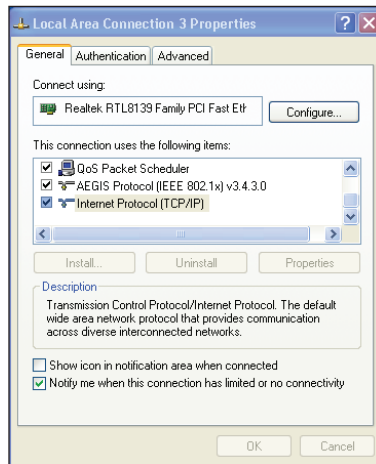 Local Area Connection 3 Properties
General Authentication Advanced
Connect using:
Realtek RTL8139 Family PCI Fast Eth
Configure...
This connection uses the following items:
QoS Packet Scheduler
AEGIS Protocol (IEEE 802.1x) v3.4.3.0
Internet Protocol (TCP/IP)
Install... Uninstall Properties
Description
Transmission Control Protocol/Internet Protocol. The default
wide area network protocol that provides communication
across diverse interconnected networks.
Show icon in notification area when connected
Notify me when this connection has limited or no connectivity
OK Cancel